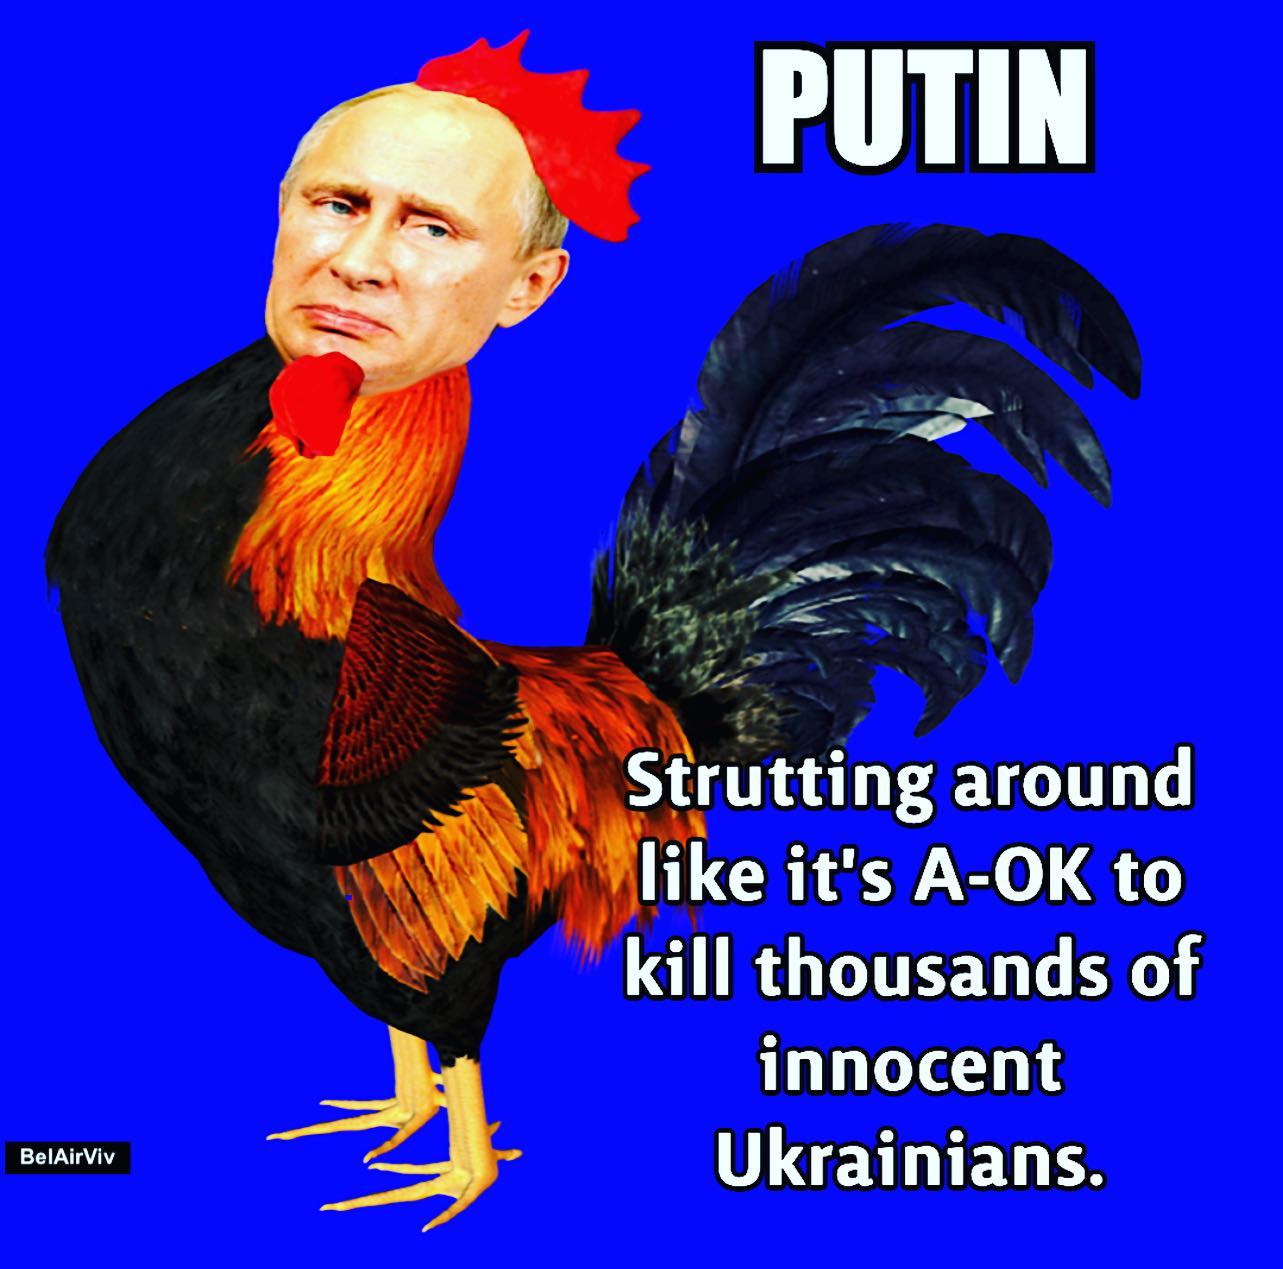 PUTIN
Strutting around
like it's A-OK to
kill thousands of
innocent
Ukrainians.
BelAirViv